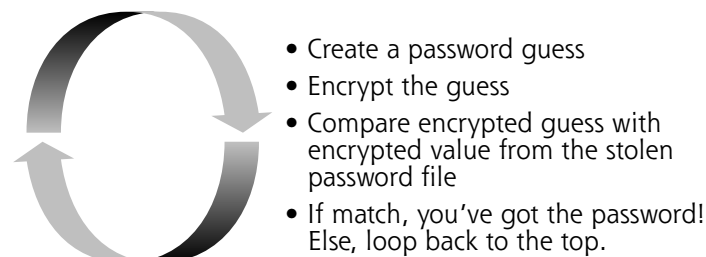 • Create a password guess
• Encrypt the guess
• Compare encrypted guess with
encrypted value from the stolen
password file
• If match, you’ve got the password!
Else, loop back to the top.